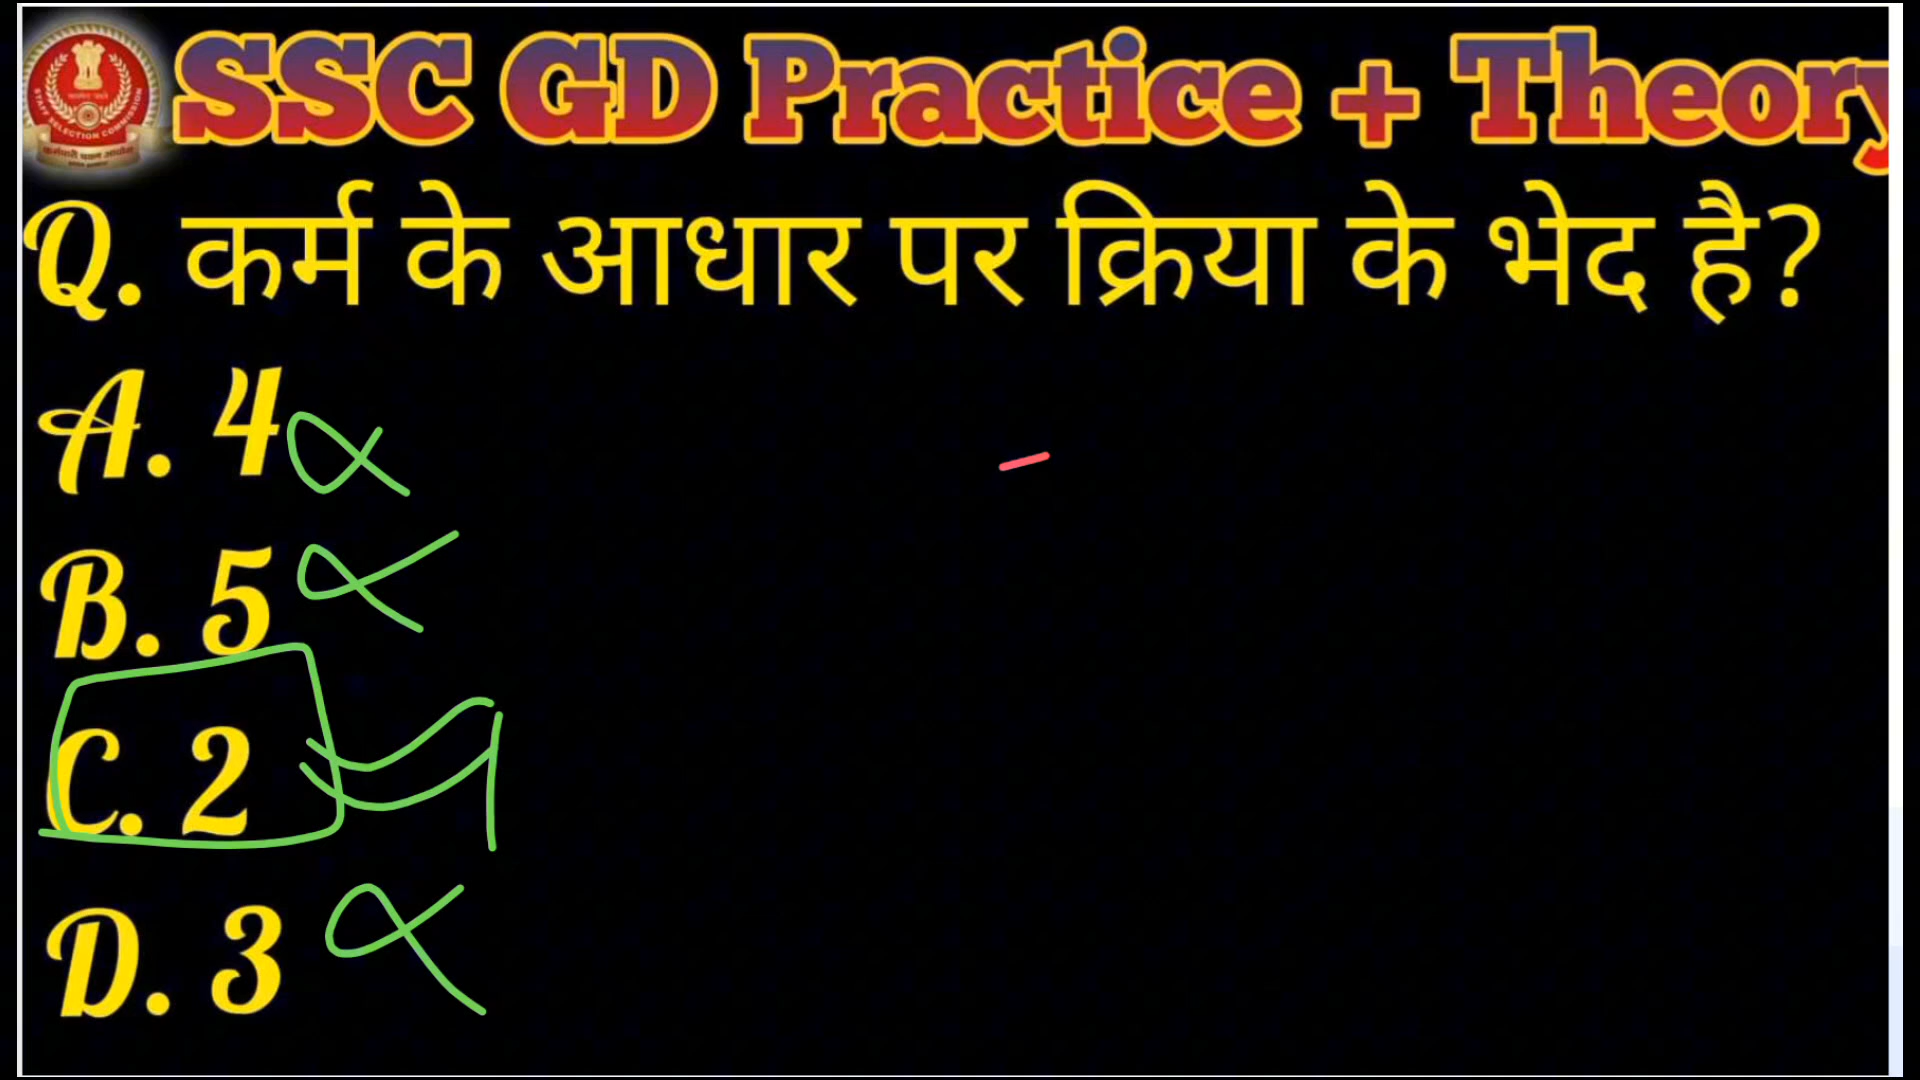 SSC GD Practice + Theory
Q. कर्म के आधार पर क्रिया के भेद है?
A. 4
B. 5
C. 2
D. 3